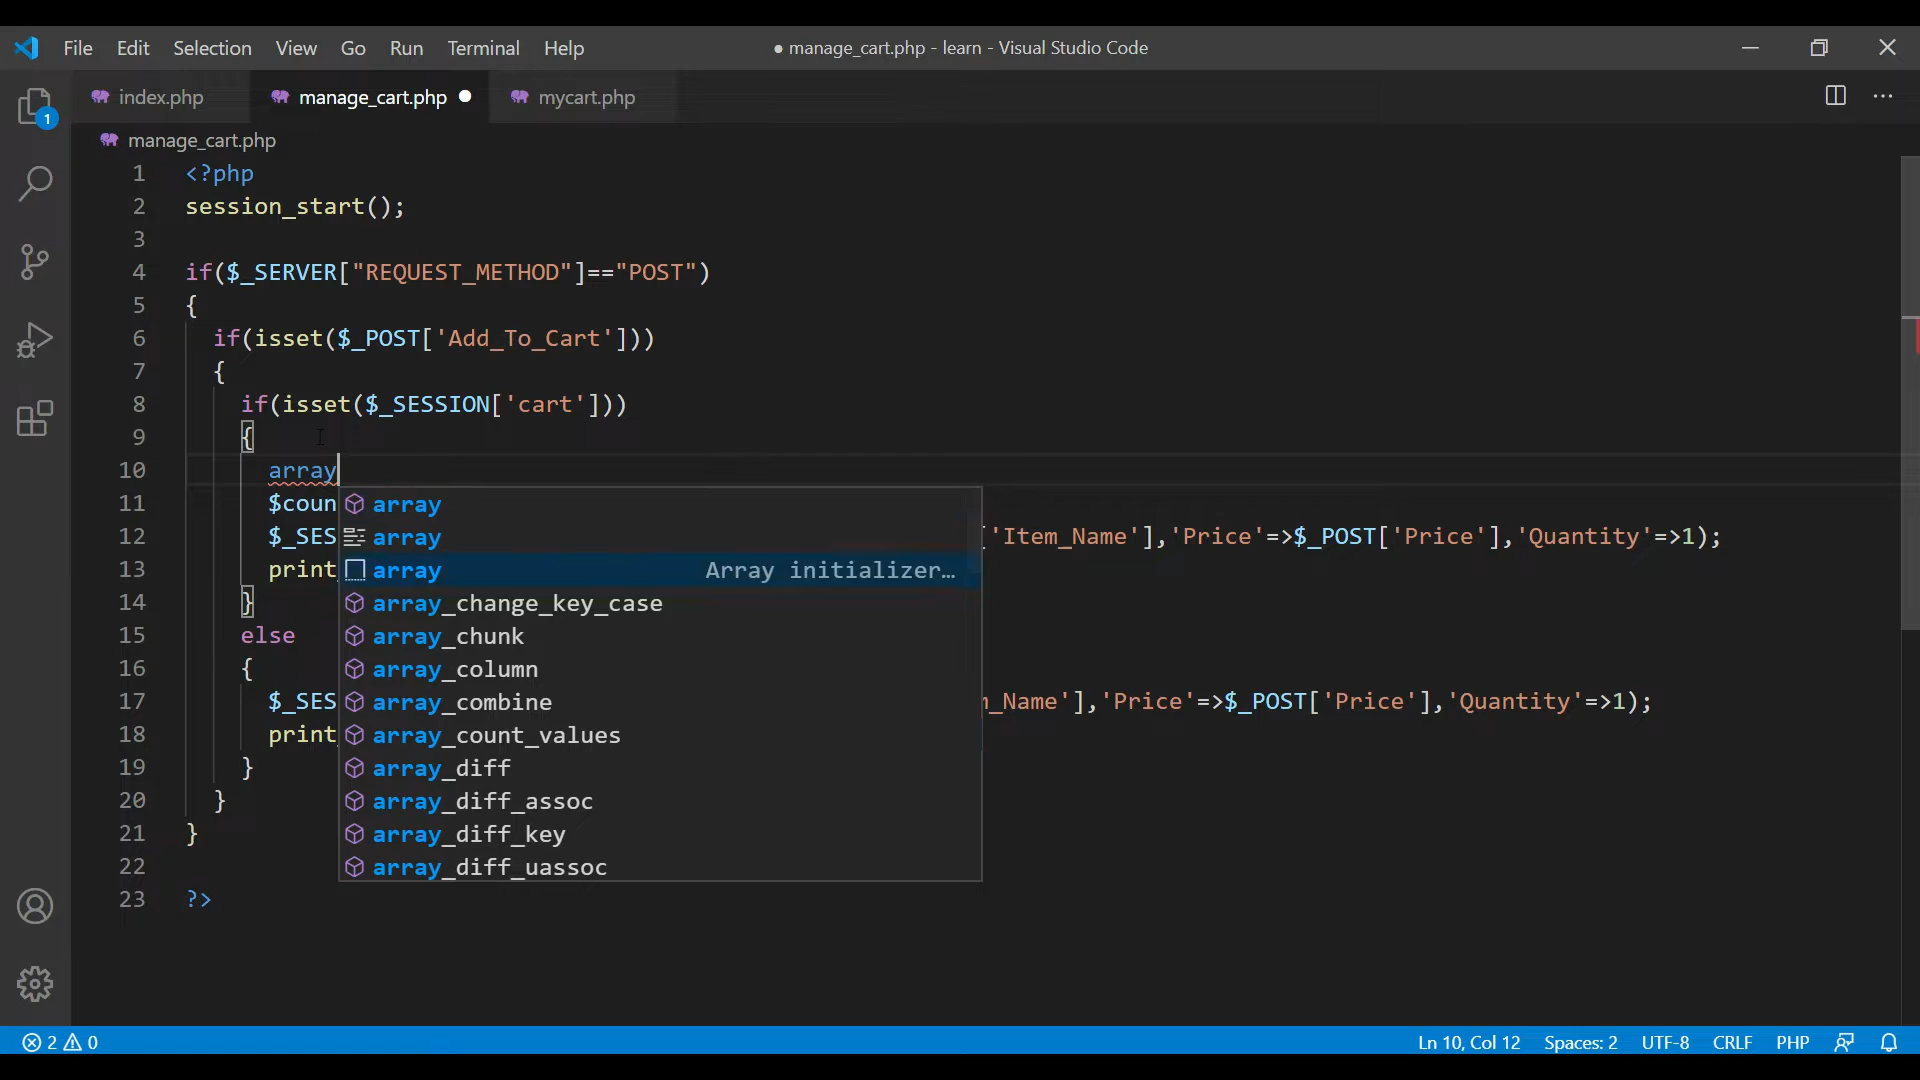 File Edit Selection View Go Run Terminal Help ● manage_cart.php - learn - Visual Studio Code
index.php manage_cart.php ● mycart.php
1
manage_cart.php
1 <?php
2 session_start();
3
4 if($_SERVER["REQUEST_METHOD"]=="POST")
5 {
6 if(isset($_POST['Add_To_Cart']))
7 {
8 if(isset($_SESSION['cart']))
9 {
10 array
11 $coun array
12 $_SES array 'Item_Name'],'Price'=>$_POST['Price'],'Quantity'=>1);
13 print array Array initializer…
14 } array_change_key_case
15 else array_chunk
16 { array_column
17 $_SES array_combine _Name'],'Price'=>$_POST['Price'],'Quantity'=>1);
18 print array_count_values
19 } array_diff
20 } array_diff_assoc
21 } array_diff_key
22 array_diff_uassoc
23 ?>
2 0 Ln 10, Col 12 Spaces: 2 UTF-8 CRLF PHP